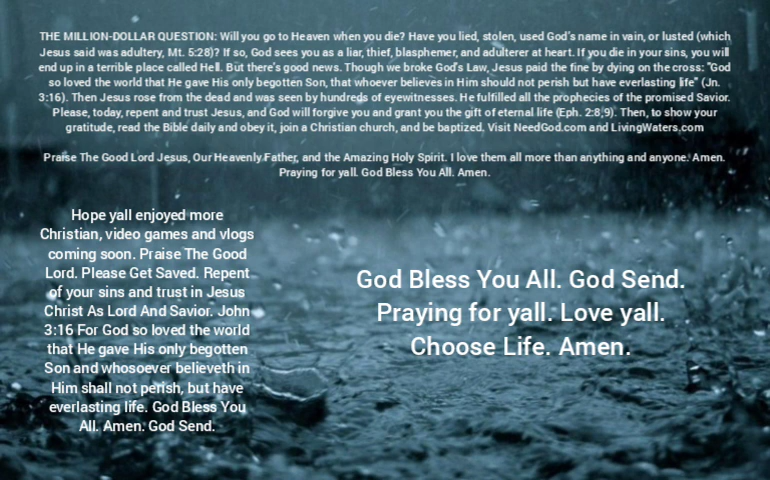 THE MILLION-DOLLAR QUESTION: Will you go to Heaven when you die? Have you lied, stolen, used God's name in vain, or lusted (which
Jesus said was adultery, Mt. 5:28)? If so, God sees you as a liar, thief, blasphemer, and adulterer at heart. If you die in your sins, you will
end up in a terrible place called Hell. But there's good news. Though we broke God's Law, Jesus paid the fine by dying on the cross: "God
so loved the world that He gave His only begotten Son, that whoever believes in Him should not perish but have everlasting life" (Jn.
3:16). Then Jesus rose from the dead and was seen by hundreds of eyewitnesses. He fulfilled all the prophecies of the promised Savior.
Please, today, repent and trust Jesus, and God will forgive you and grant you the gift of eternal life (Eph. 2:8,9). Then, to show your
gratitude, read the Bible daily and obey it, join a Christian church, and be baptized. Visit NeedGod.com and LivingWaters.com
Praise The Good Lord Jesus, Our Heavenly Father, and the Amazing Holy Spirit. I love them all more than anything and anyone. Amen.
Praying for yall. God Bless You All. Amen.
Hope yall enjoyed more
Christian, video games and vlogs
coming soon. Praise The Good
Lord. Please Get Saved. Repent
of your sins and trust in Jesus
Christ As Lord And Savior. John
3:16 For God so loved the world
that He gave His only begotten
Son and whosoever believeth in
Him shall not perish, but have
everlasting life. God Bless You
All. Amen. God Send.
God Bless You All. God Send.
Praying for yall. Love yall.
Choose Life. Amen.